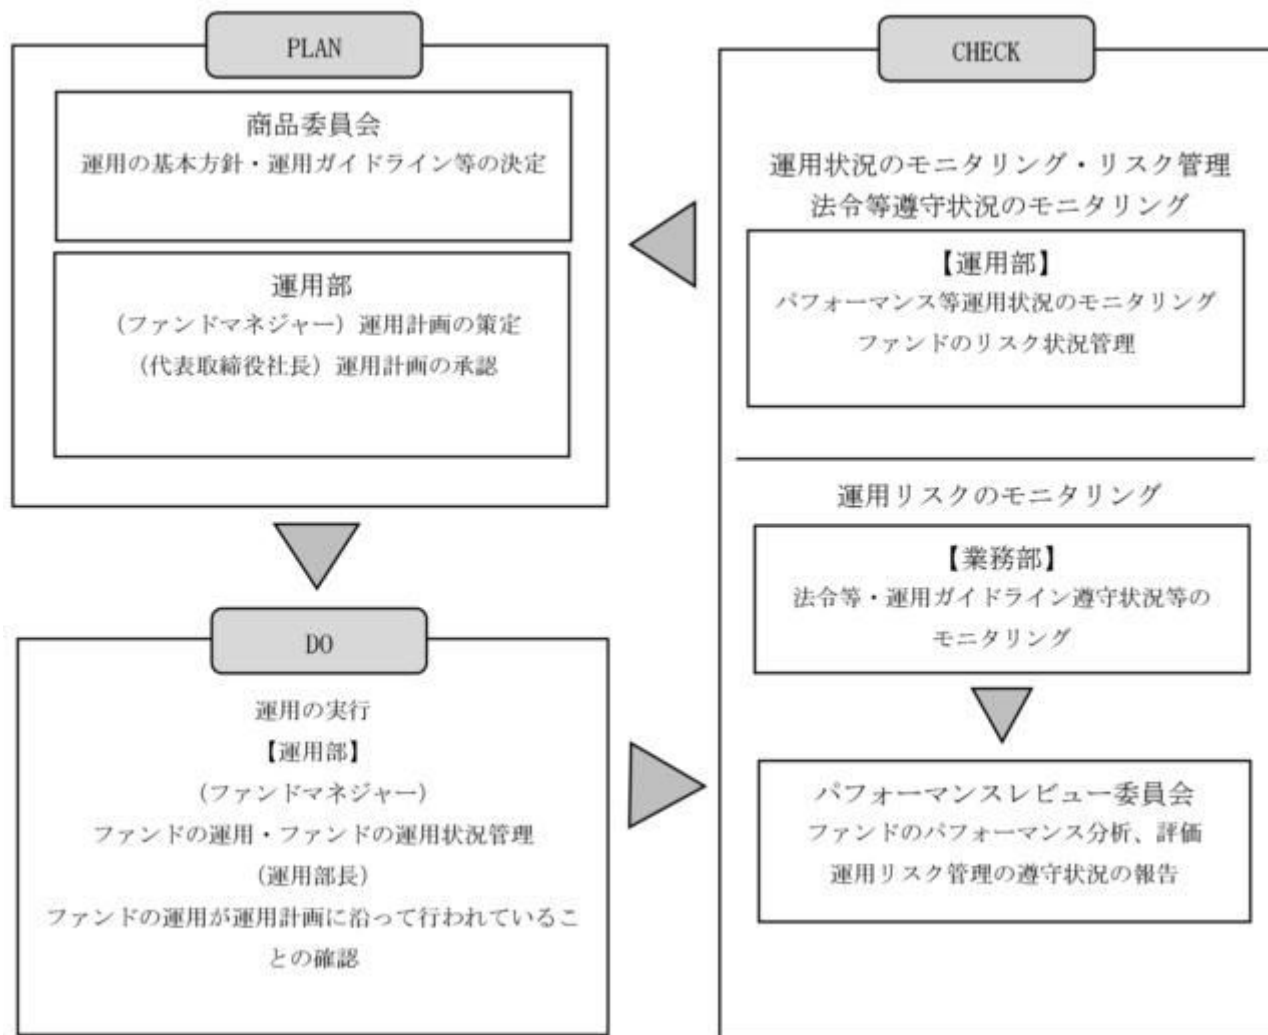 PLAN
商品委員会
運用の基本方針・運用ガイドライン等の決定
運用部
(ファンドマネジャー)運用計画の策定
(代表取締役社長)運用計画の承認
DO
運用の実行
【運用部】
(ファンドマネジャー)
ファンドの運用・ファンドの運用状況管理
(運用部長)
ファンドの運用が運用計画に沿って行われているこ
との確認
CHECK
運用状況のモニタリング・リスク管理
法令等遵守状況のモニタリング
【運用部】
パフォーマンス等運用状況のモニタリング
ファンドのリスク状況管理
運用リスクのモニタリング
【業務部】
法令等・運用ガイドライン遵守状況等の
モニタリング
パフォーマンスレビュー委員会
ファンドのパフォーマンス分析、評価
運用リスク管理の遵守状況の報告